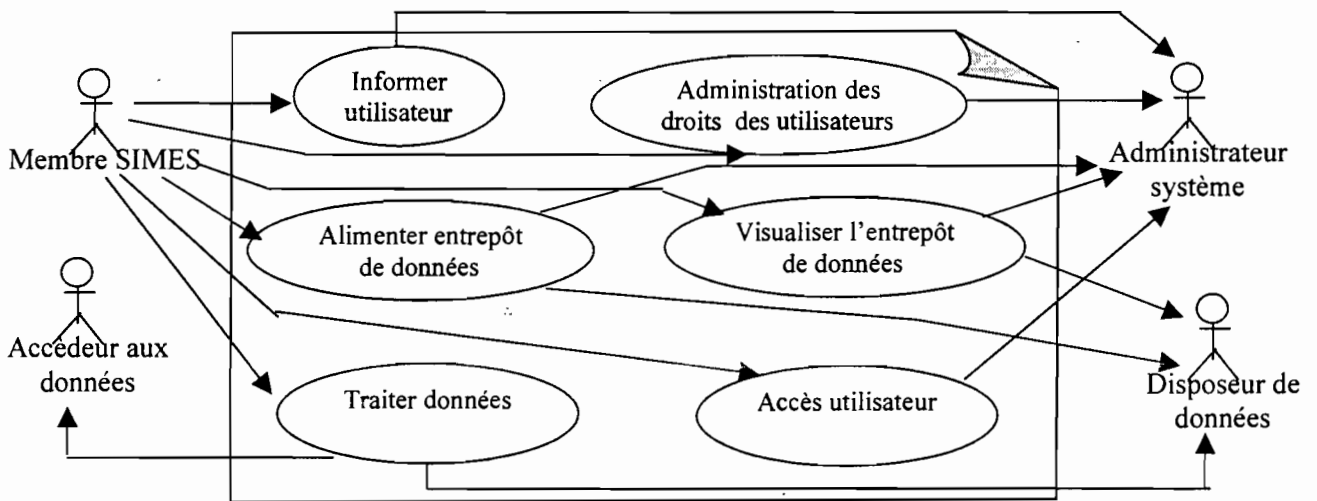 Informer
utilisateur
Administration des
droits des utilisateurs
Membre SIMES
Administrateur
système
Alimenter entrepôt
de données
Visualiser l'entrepôt
de données
Accédeur aux
données
Traiter données
Accès utilisateur
Disposeur de
données